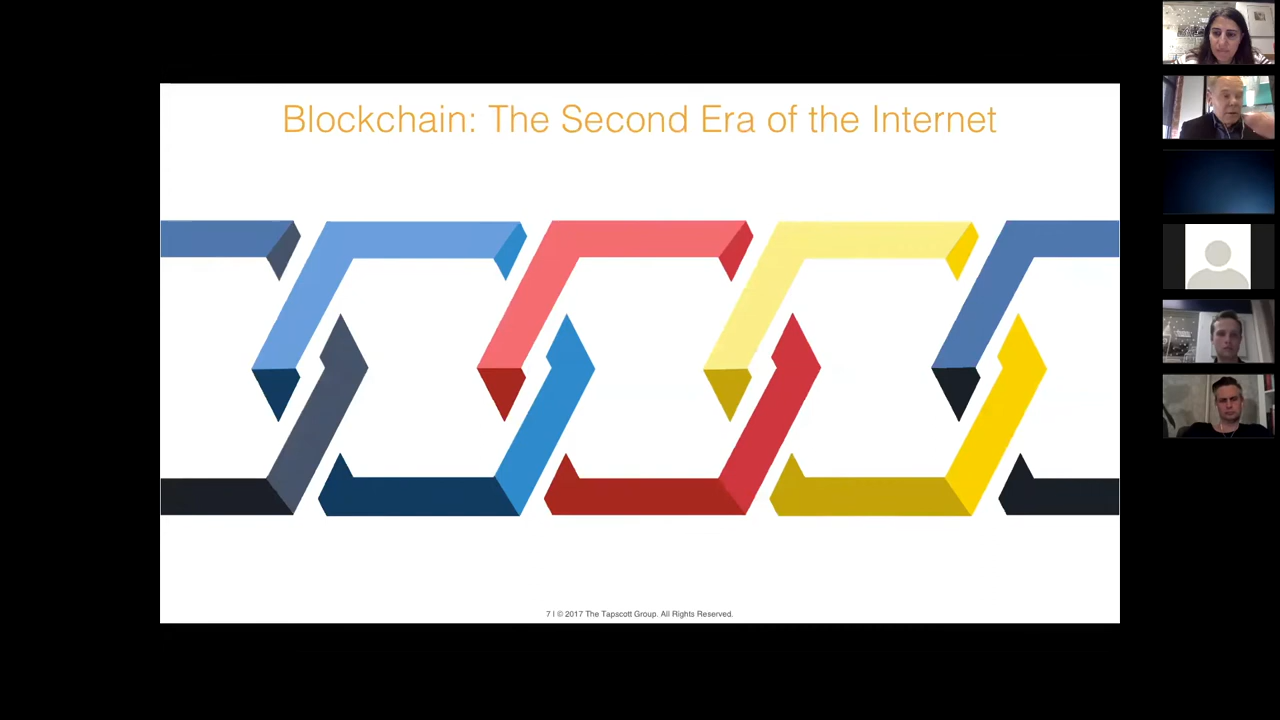 Blockchain: The Second Era of the Internet
7 | © 2017 The Tapscott Group. All Rights Reserved.